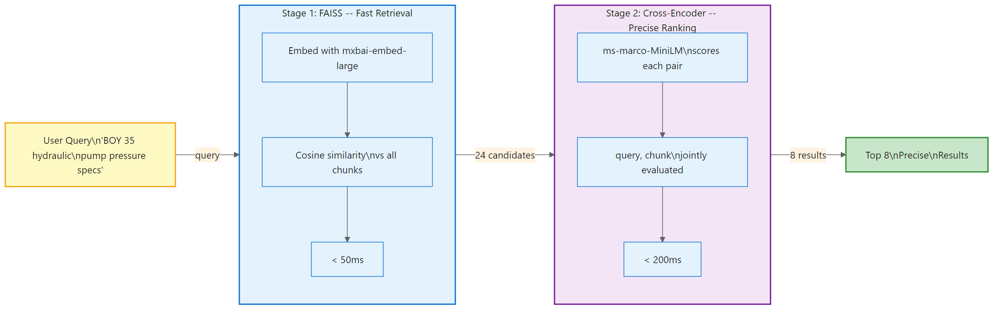 User Query\n'BOY 35
hydraulic\npump pressure
specs'
query
Stage 1: FAISS -- Fast Retrieval
Embed with mxbai-embed-
large
Cosine similarity\nvs all
chunks
< 50ms
24 candidates
Stage 2: Cross-Encoder --
Precise Ranking
ms-marco-MiniLM\nscores
each pair
query, chunk\njointly
evaluated
< 200ms
8 results
Top 8\nPrecise\nResults